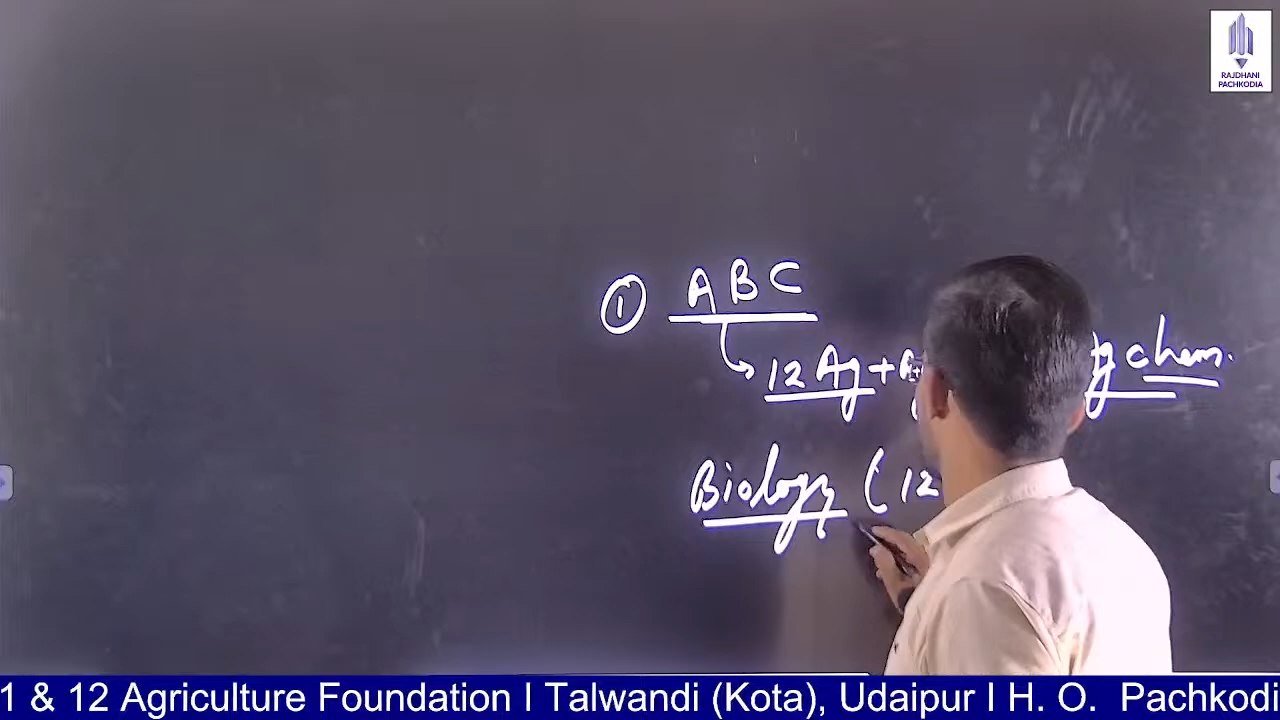 RAJDHANI
PACHKODIA
① ABC
12 Ag +
chem.
Biology ( 12
1 & 12 Agriculture Foundation I Talwandi (Kota), Udaipur I H. O. Pachkodi